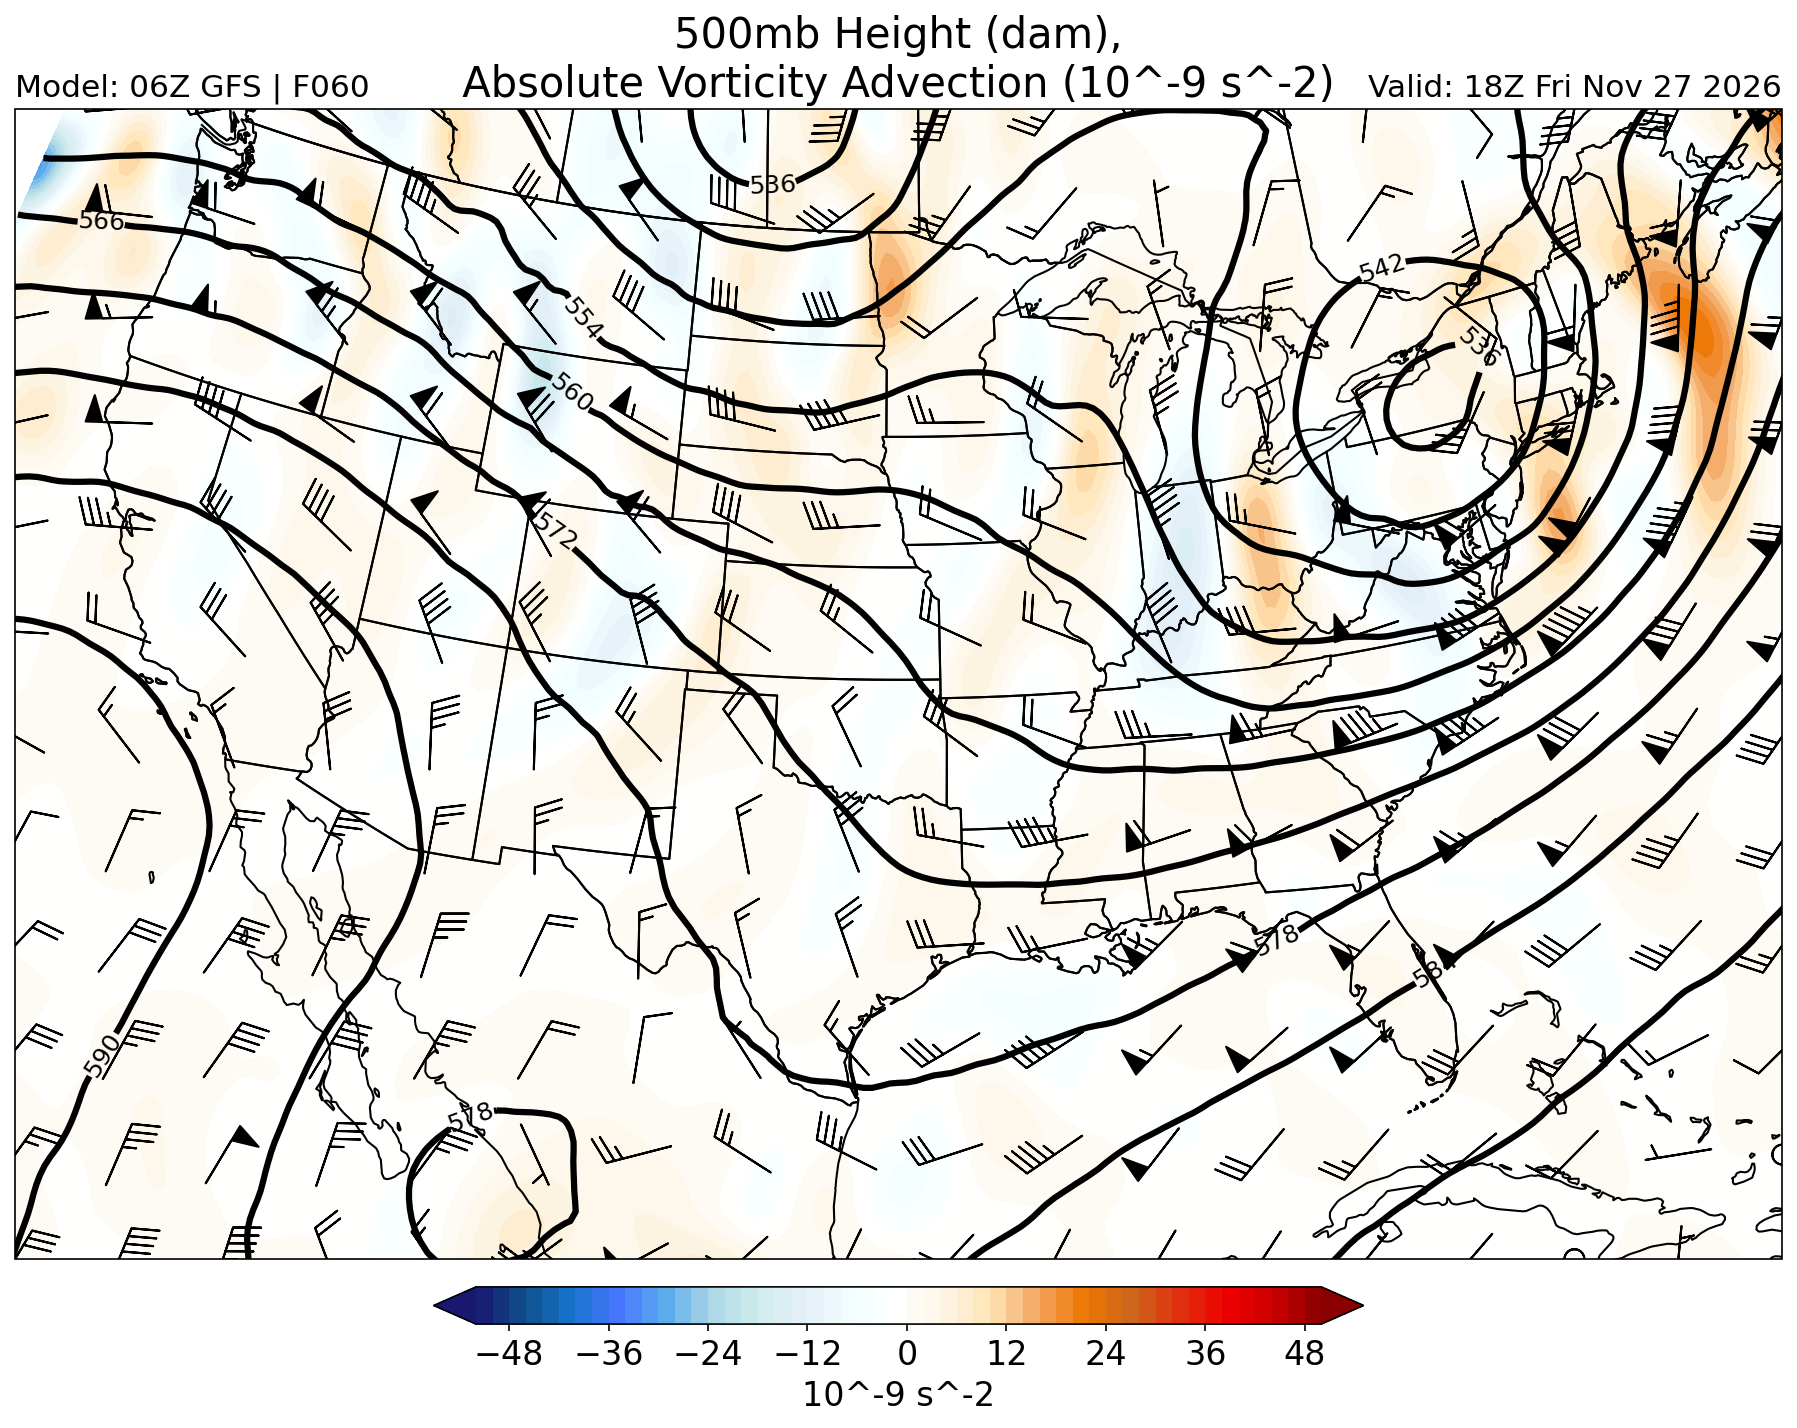 500mb Height (dam),
Model: 06Z GFS | F060
Absolute Vorticity Advection (10^-9 s^-2)
Valid: 18Z Fri Nov 27 2026
536
566
542
554
536
560
572
578
584
590
578
−48 −36 −24 −12 0 12 24 36 48
10^-9 s^-2